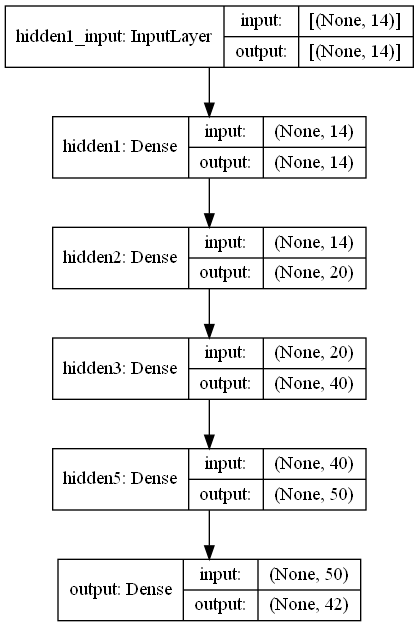 hidden1_input: InputLayer
input: [(None, 14)]
output: [(None, 14)]
hidden1: Dense
input: (None, 14)
output: (None, 14)
hidden2: Dense
input: (None, 14)
output: (None, 20)
hidden3: Dense
input: (None, 20)
output: (None, 40)
hidden5: Dense
input: (None, 40)
output: (None, 50)
output: Dense
input: (None, 50)
output: (None, 42)